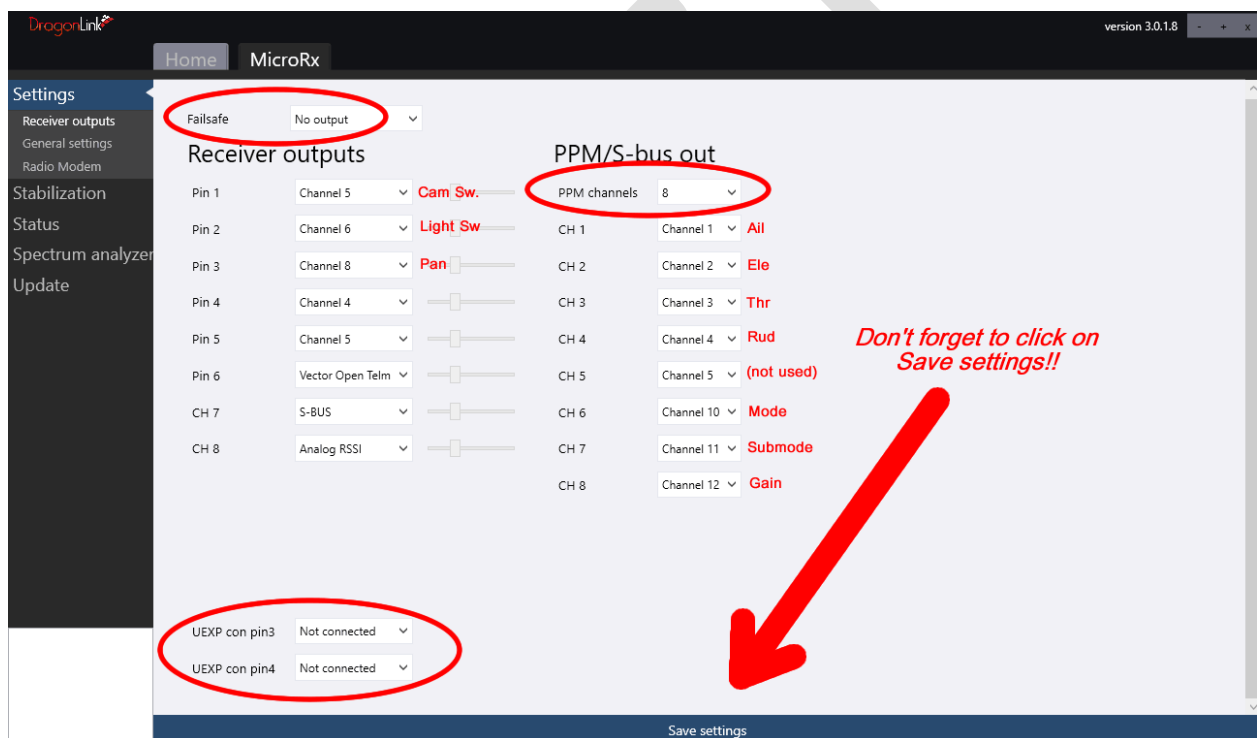 DragonLink
version 3.0.1.8 - + x
Home MicroRx
Settings
Receiver outputs
General settings
Radio Modem
Stabilization
Status
Spectrum analyzer
Update
Failsafe No output
Receiver outputs
Pin 1 Channel 5 Cam Sw.
Pin 2 Channel 6 Light Sw
Pin 3 Channel 8 Pan
Pin 4 Channel 4
Pin 5 Channel 5
Pin 6 Vector Open Telm
CH 7 S-BUS
CH 8 Analog RSSI
PPM/S-bus out
PPM channels 8
CH 1 Channel 1 Ail
CH 2 Channel 2 Ele
CH 3 Channel 3 Thr
CH 4 Channel 4 Rud
CH 5 Channel 5 (not used)
CH 6 Channel 10 Mode
CH 7 Channel 11 Submode
CH 8 Channel 12 Gain
Don't forget to click on
Save settings!!
UEXP con pin3 Not connected
UEXP con pin4 Not connected
Save settings